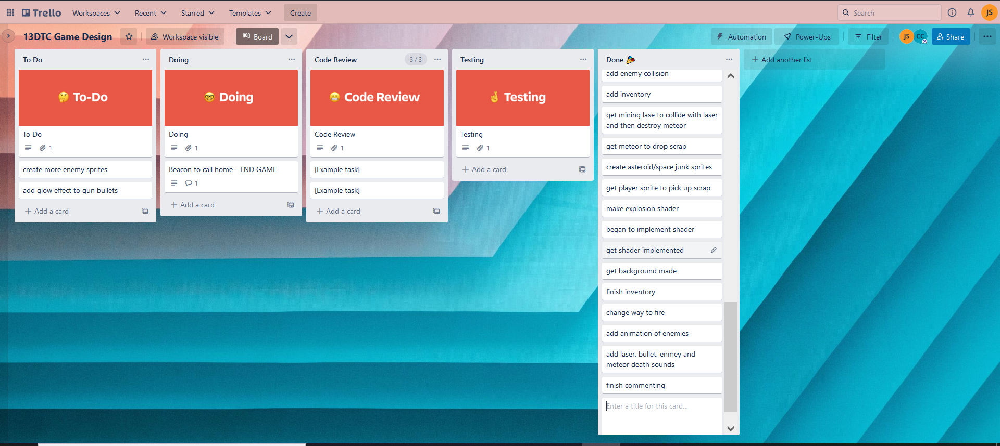 Trello
Workspaces
Recent
Starred
Templates
Create
Search
JS
13DTC Game Design
Workspace visible
Board
Automation
Power-Ups
Filter
JS
CC
Share
To Do
🤔 To-Do
To Do
1
create more enemy sprites
add glow effect to gun bullets
Add a card
Doing
🤓 Doing
Doing
1
Beacon to call home - END GAME
1
Add a card
Code Review
3 / 3
😬 Code Review
Code Review
1
[Example task]
[Example task]
Add a card
Testing
🤞 Testing
Testing
1
Add a card
Done 🎉
add enemy collision
add inventory
get mining lase to collide with laser
and then destroy meteor
get meteor to drop scrap
create asteroid/space junk sprites
get player sprite to pick up scrap
make explosion shader
began to implement shader
get shader implemented
get background made
finish inventory
change way to fire
add animation of enemies
add laser, bullet, enmey and
meteor death sounds
finish commenting
Enter a title for this card...
Add another list